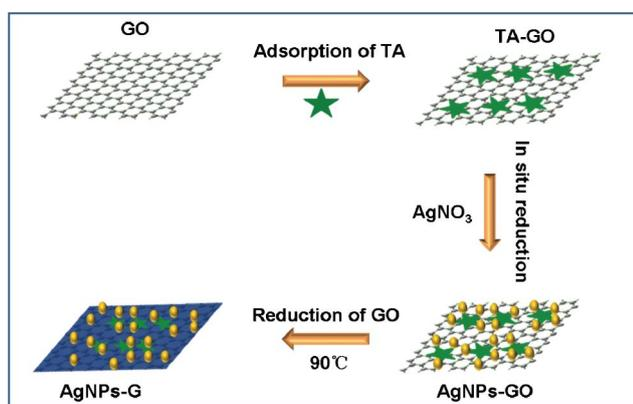 GO
Adsorption of TA
TA-GO
AgNO₃
In situ reduction
Reduction of GO
90℃
AgNPs-GO
AgNPs-G